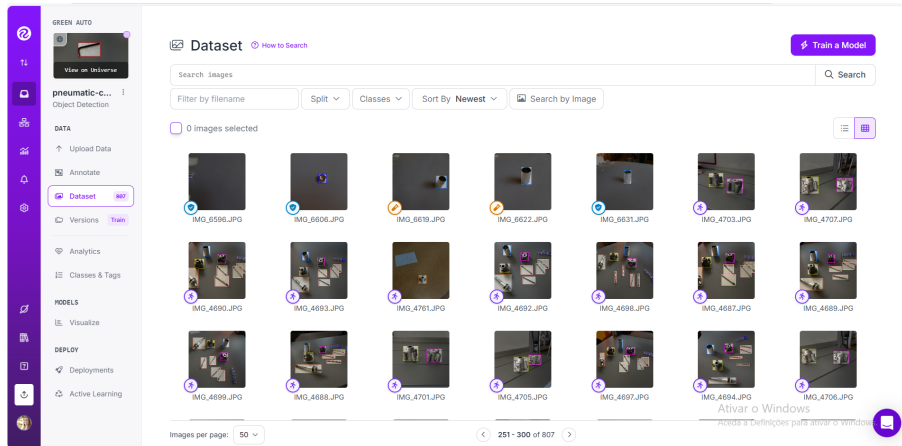 GREEN AUTO
View on Universe
pneumatic-c...
Object Detection
DATA
Upload Data
Annotate
Dataset 807
Versions Train
Analytics
Classes & Tags
MODELS
Visualize
DEPLOY
Deployments
Active Learning
Dataset
How to Search
Train a Model
Search images
Search
Filter by filename
Split
Classes
Sort By Newest
Search by Image
0 images selected
IMG_6596.JPG IMG_6606.JPG IMG_6619.JPG IMG_6622.JPG IMG_6631.JPG IMG_4703.JPG IMG_4707.JPG
IMG_4690.JPG IMG_4693.JPG IMG_4761.JPG IMG_4692.JPG IMG_4698.JPG IMG_4687.JPG IMG_4689.JPG
IMG_4699.JPG IMG_4688.JPG IMG_4701.JPG IMG_4705.JPG IMG_4697.JPG IMG_4694.JPG IMG_4706.JPG
Images per page: 50
251 - 300 of 807
Ativar o Windows
Aceda a Definições para ativar o Windows.